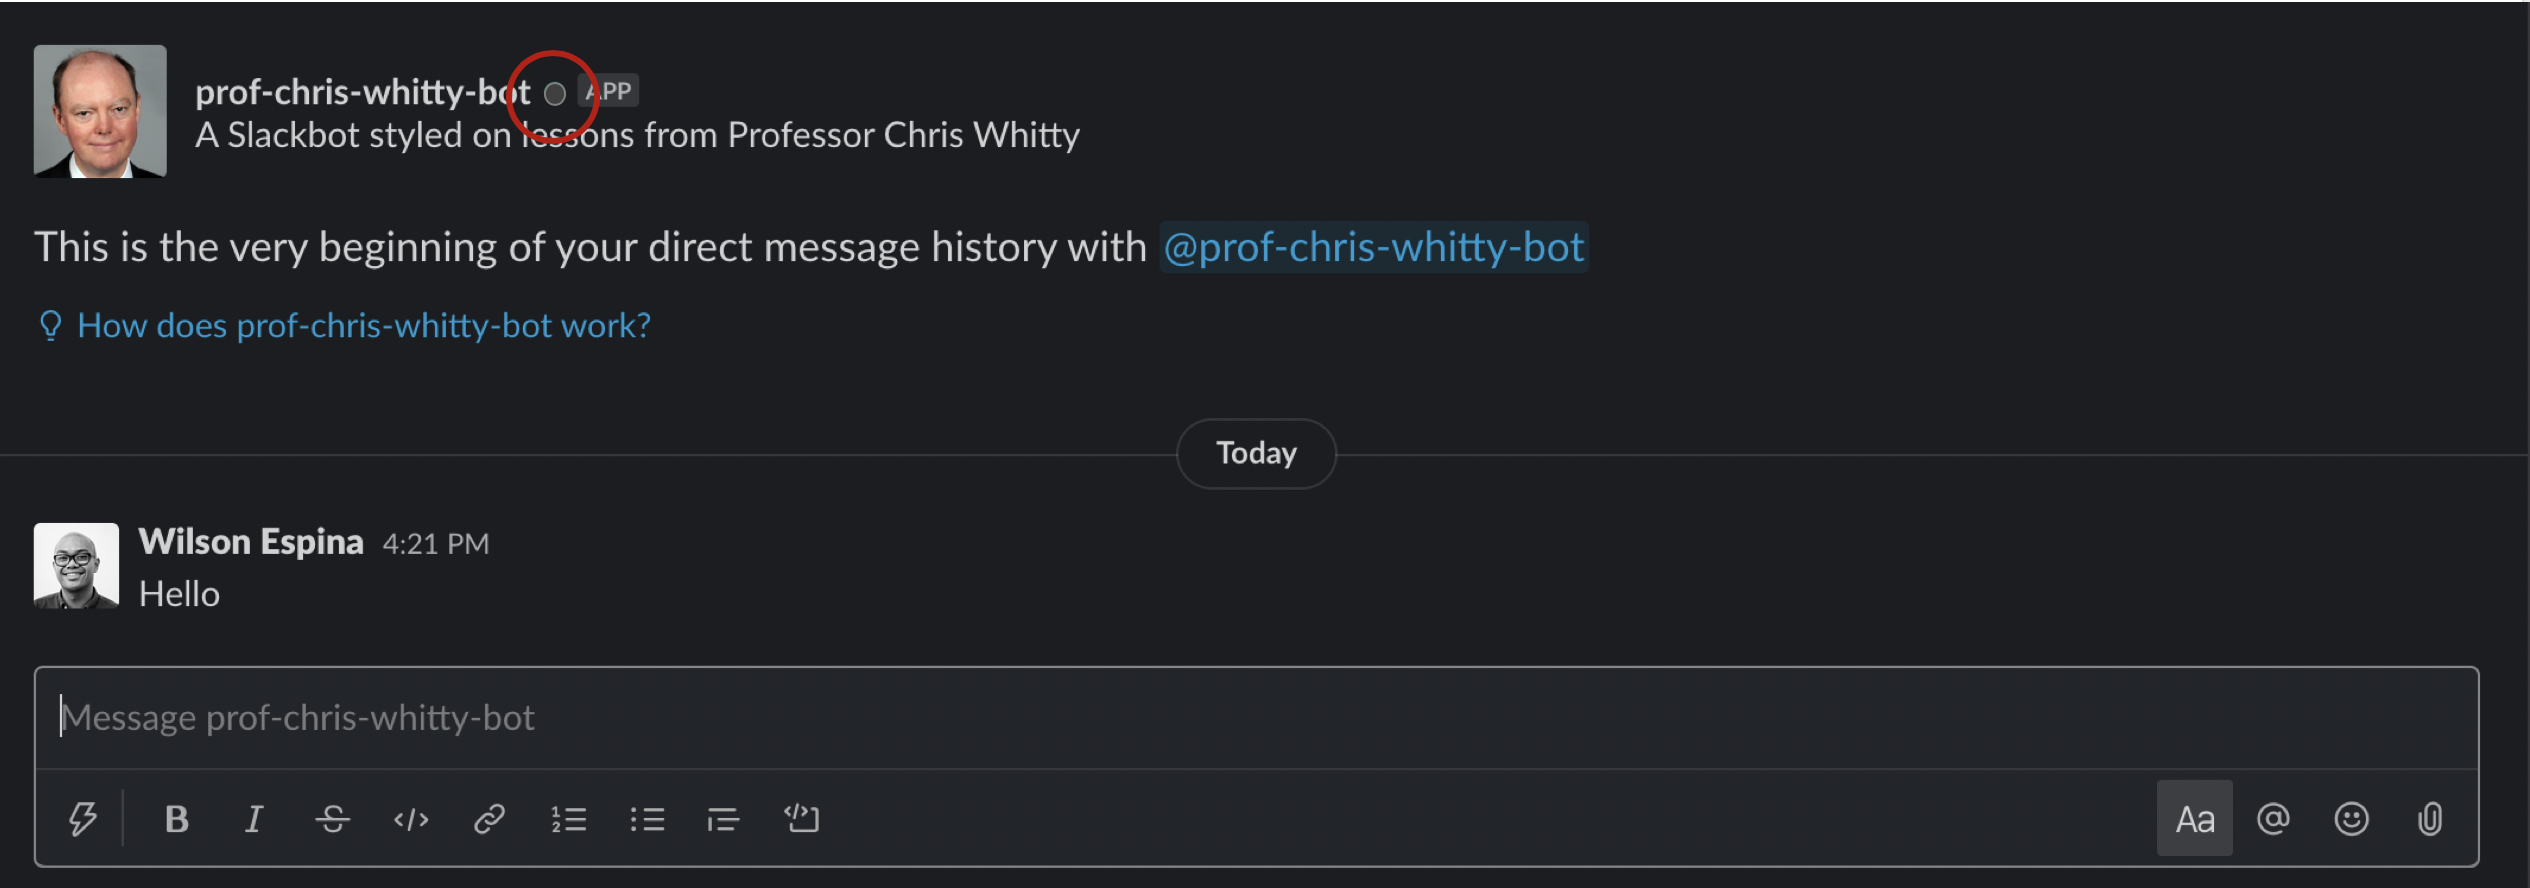 prof-chris-whitty-bot APP
A Slackbot styled on lessons from Professor Chris Whitty
This is the very beginning of your direct message history with @prof-chris-whitty-bot
How does prof-chris-whitty-bot work?
Today
Wilson Espina 4:21 PM
Hello
Message prof-chris-whitty-bot
B I S </> Aa @